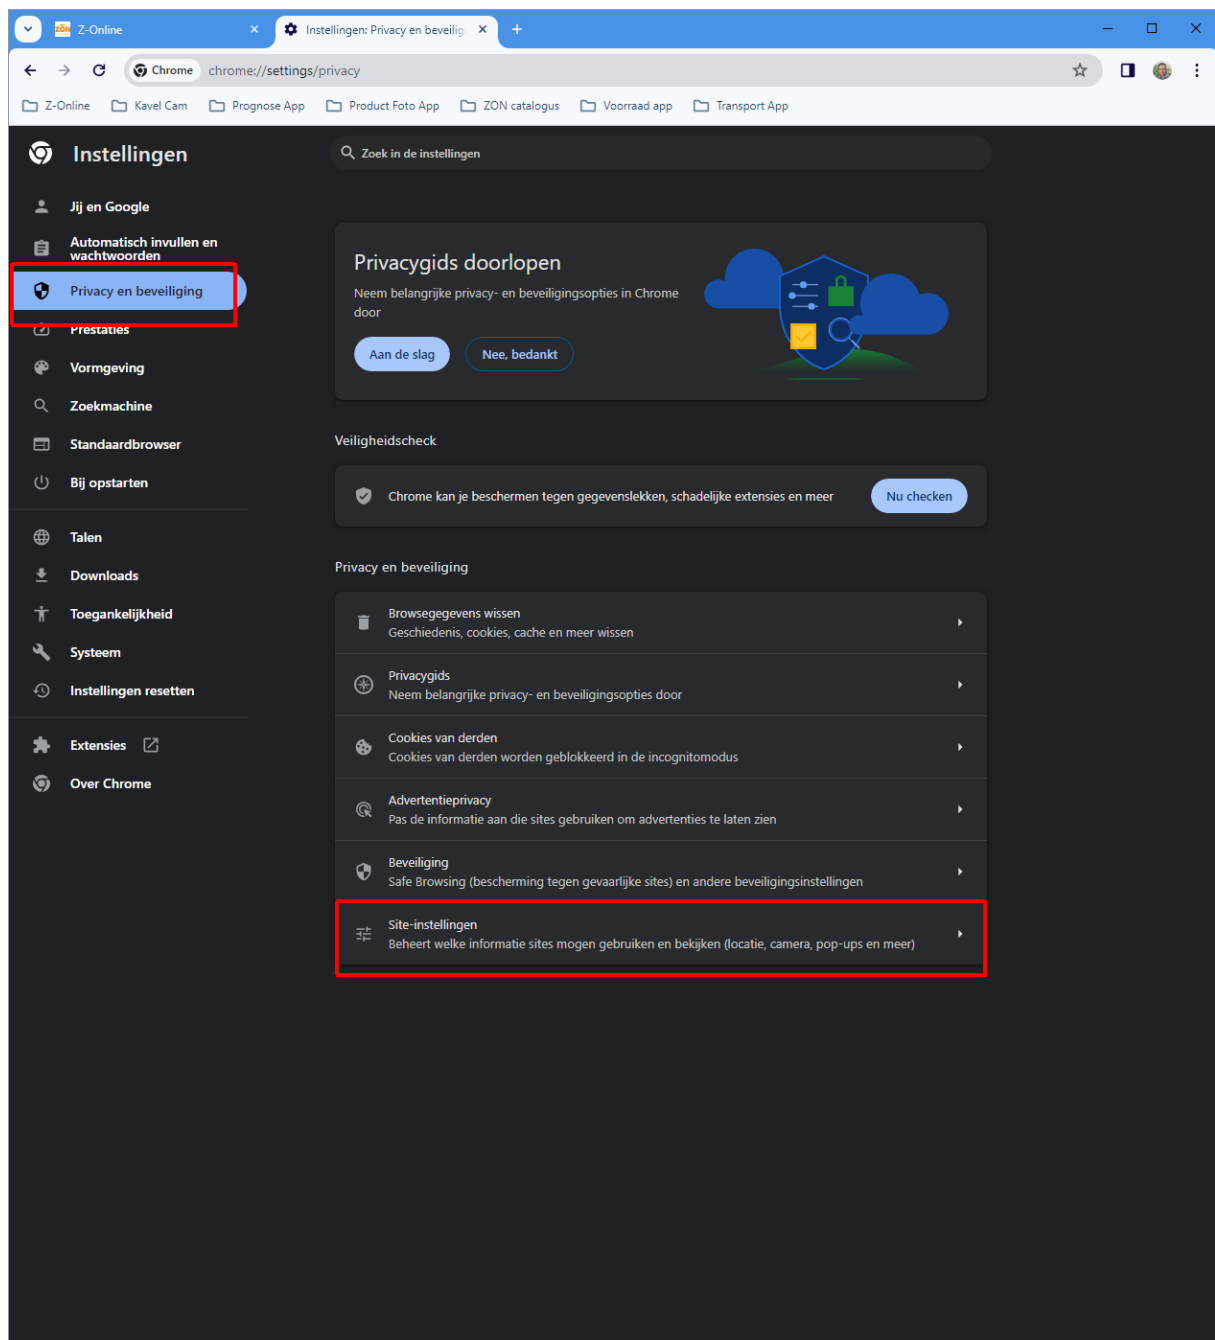 ZON Z-Online
Instellingen: Privacy en beveilig
Chrome chrome://settings/privacy
Z-Online Kavel Cam Prognose App Product Foto App ZON catalogus Voorraad app Transport App
Instellingen
Zoek in de instellingen
Jij en Google
Automatisch invullen en
wachtwoorden
Privacy en beveiliging
Prestaties
Vormgeving
Zoekmachine
Standaardbrowser
Bij opstarten
Talen
Downloads
Toegankelijkheid
Systeem
Instellingen resetten
Extensies
Over Chrome
Privacygids doorlopen
Neem belangrijke privacy- en beveiligingsopties in Chrome
door
Aan de slag
Nee, bedankt
Veiligheidscheck
Chrome kan je beschermen tegen gegevenslekken, schadelijke extensies en meer
Nu checken
Privacy en beveiliging
Browsegegevens wissen
Geschiedenis, cookies, cache en meer wissen
Privacygids
Neem belangrijke privacy- en beveiligingsopties door
Cookies van derden
Cookies van derden worden geblokkeerd in de incognitomodus
Advertentieprivacy
Pas de informatie aan die sites gebruiken om advertenties te laten zien
Beveiliging
Safe Browsing (bescherming tegen gevaarlijke sites) en andere beveiligingsinstellingen
Site-instellingen
Beheert welke informatie sites mogen gebruiken en bekijken (locatie, camera, pop-ups en meer)